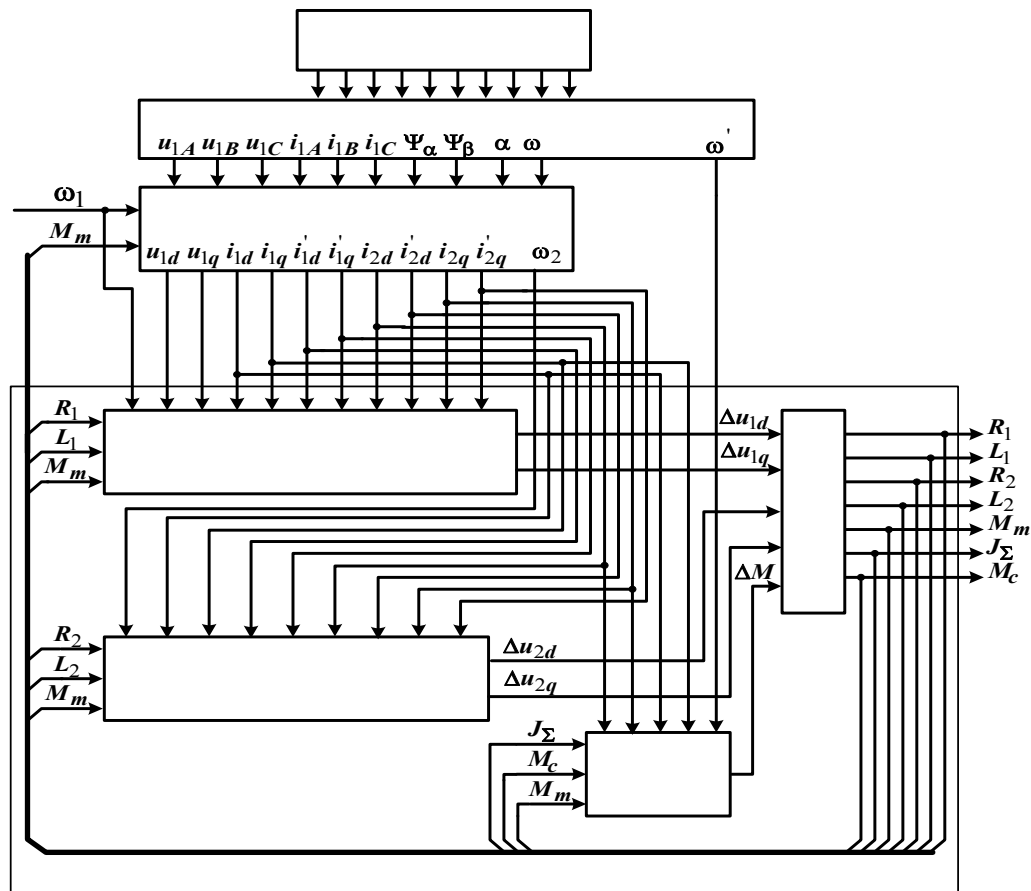 u1A u1B u1C i1A i1B i1C Ψα Ψβ α ω ω'
ω1
Mm
u1d u1q i1d i1q i'1d i'1q i2d i'2d i2q i'2q ω2
R1
L1
Mm
Δu1d
Δu1q
ΔM
R1
L1
R2
L2
Mm
JΣ
Mc
R2
L2
Mm
Δu2d
Δu2q
JΣ
Mc
Mm